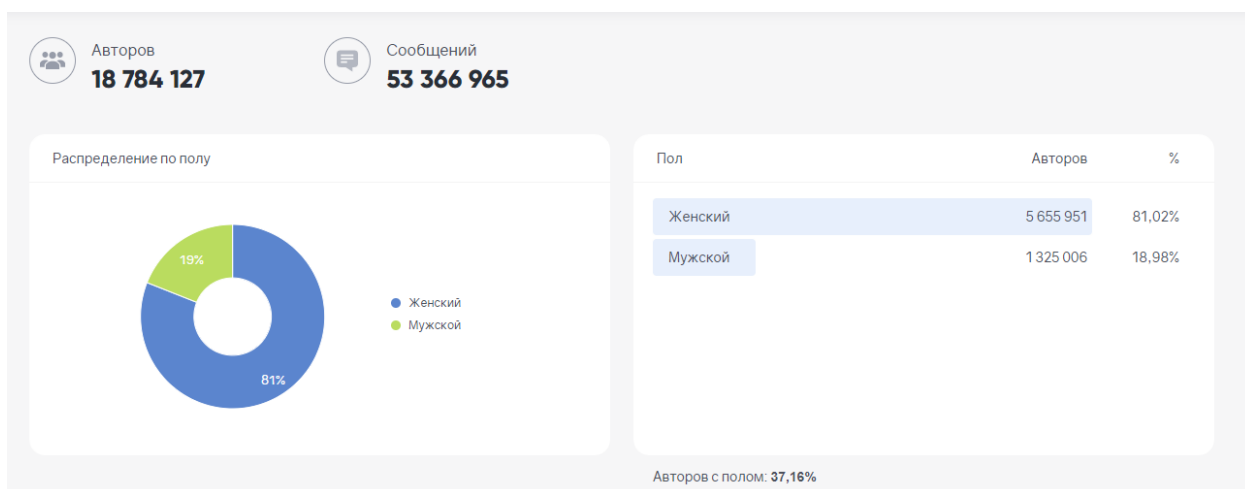 Авторов
18 784 127
Сообщений
53 366 965
Распределение по полу
19%
81%
Женский
Мужской
Пол Авторов %
Женский 5 655 951 81,02%
Мужской 1 325 006 18,98%
Авторов с полом: 37,16%